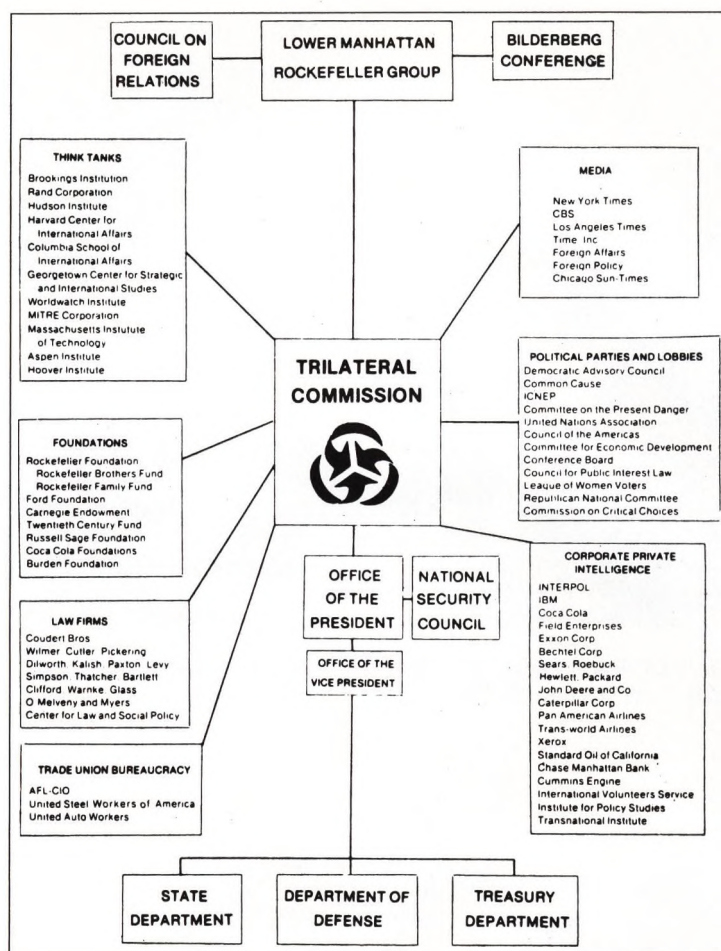 COUNCIL ON
FOREIGN
RELATIONS
LOWER MANHATTAN
ROCKEFELLER GROUP
BILDERBERG
CONFERENCE
THINK TANKS
Brookings Institution
Rand Corporation
Hudson Institute
Harvard Center for
International Affairs
Columbia School of
International Affairs
Georgetown Center for Strategic
and International Studies
Worldwatch Institute
MITRE Corporation
Massachusetts Instutute
of Technology
Aspen Institute
Hoover Institute
MEDIA
New York Times
CBS
Los Angeles Times
Time Inc
Foreign Affairs
Foreign Policy
Chicago Sun-Times
TRILATERAL
COMMISSION
POLITICAL PARTIES AND LOBBIES
Democratic Advisory Council
Common Cause
ICNEP
Committee on the Present Danger
United Nations Association
Council of the Americas
Committee for Economic Development
Conference Board
Council for Public Interest Law
League of Women Voters
Republican National Committee
Commission on Critical Choices
FOUNDATIONS
Rockefeller Foundation
Rockefeller Brothers Fund
Rockefeller Family Fund
Ford Foundation
Carnegie Endowment
Twentieth Century Fund
Russell Sage Foundation
Coca Cola Foundations
Burden Foundation
OFFICE
OF THE
PRESIDENT
NATIONAL
SECURITY
COUNCIL
OFFICE OF THE
VICE PRESIDENT
CORPORATE PRIVATE
INTELLIGENCE
INTERPOL
IBM
Coca Cola
Field Enterprises
Exxon Corp
Bechtel Corp
Sears. Roebuck
Hewlett. Packard
John Deere and Co
Caterpillar Corp
Pan American Airlines
Trans-world Airlines
Xerox
Standard Oil of California
Chase Manhattan Bank
Cummins Engine
International Volunteers Service
Institute for Policy Studies
Transnational Institute
LAW FIRMS
Coudert Bros
Wilmer. Cutler. Pickering
Dilworth. Kalish. Paxton. Levy
Simpson. Thatcher. Bartlett
Clifford. Warnke. Glass
O Melveny and Myers
Center for Law and Social Policy
TRADE UNION BUREAUCRACY
AFL-CIO
United Steel Workers of America
United Auto Workers
STATE
DEPARTMENT
DEPARTMENT OF
DEFENSE
TREASURY
DEPARTMENT